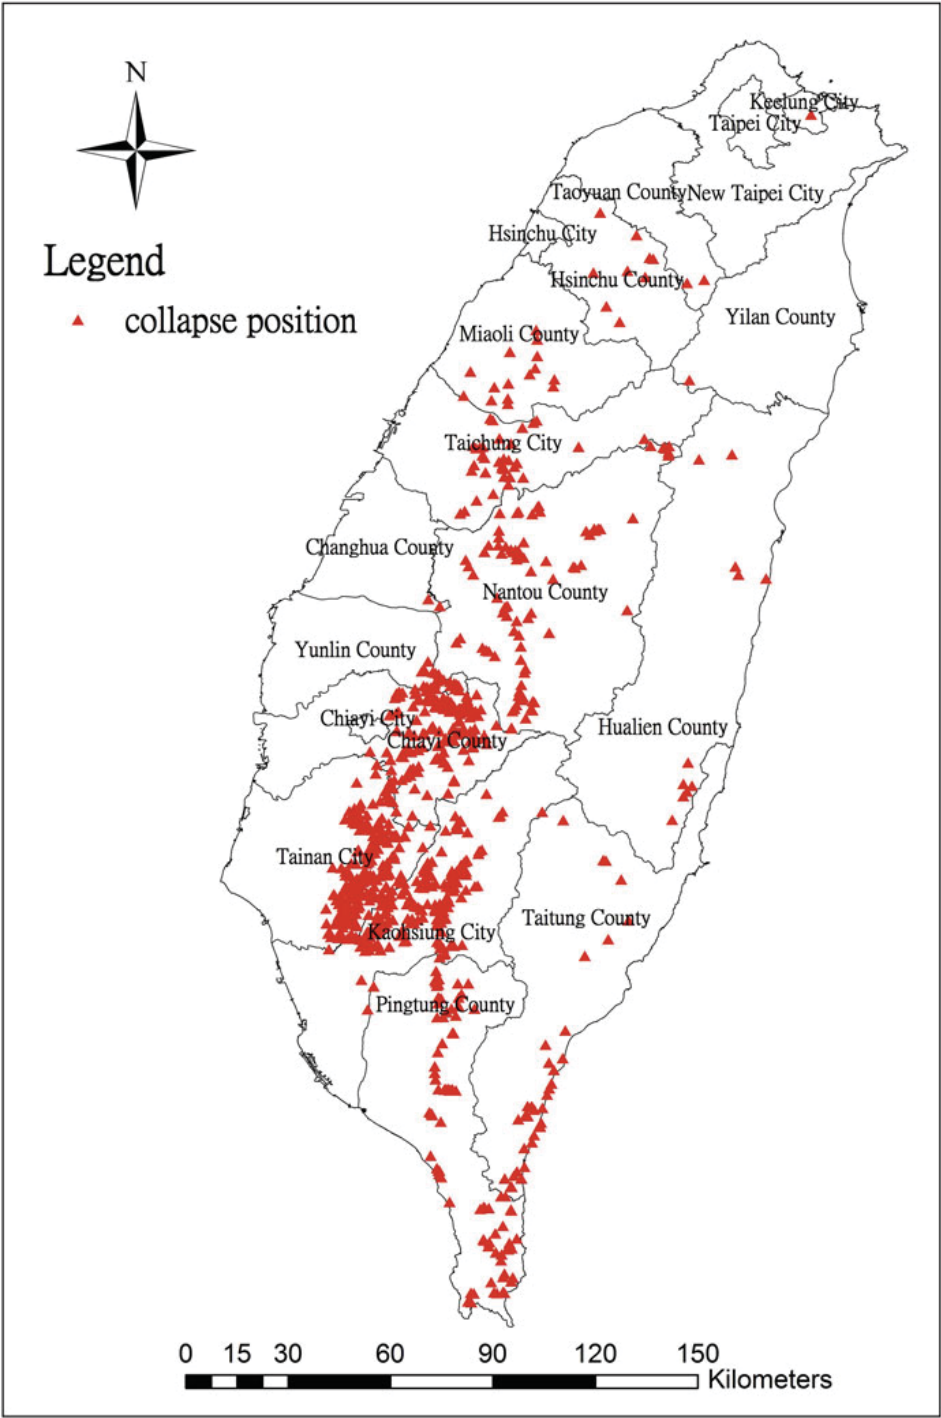 N
Keelung City
Taipei City
Taoyuan County
New Taipei City
Hsinchu City
Legend
Hsinchu County
collapse position
Yilan County
Miaoli County
Taichung City
Changhua County
Nantou County
Yunlin County
Chiayi City
Hualien County
Chiayi County
Tainan City
Taitung County
Kaohsiung City
Pingtung County
0 15 30 60 90 120 150
Kilometers